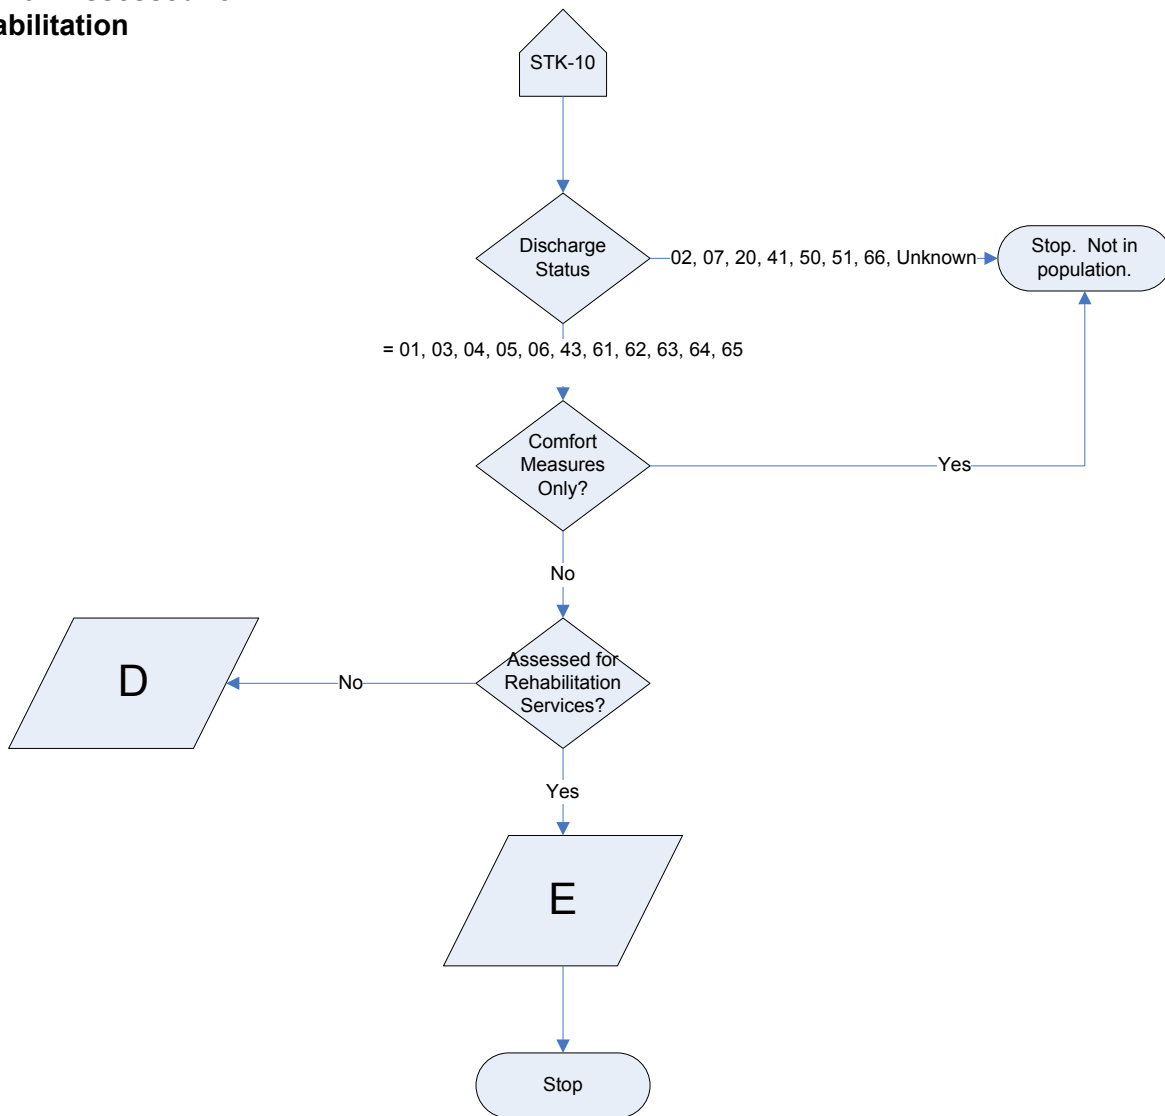 abilitation
STK-10
Discharge
Status
02, 07, 20, 41, 50, 51, 66, Unknown
Stop.  Not in
population.
= 01, 03, 04, 05, 06, 43, 61, 62, 63, 64, 65
Comfort
Measures
Only?
Yes
No
Assessed for
Rehabilitation
Services?
No
D
Yes
E
Stop